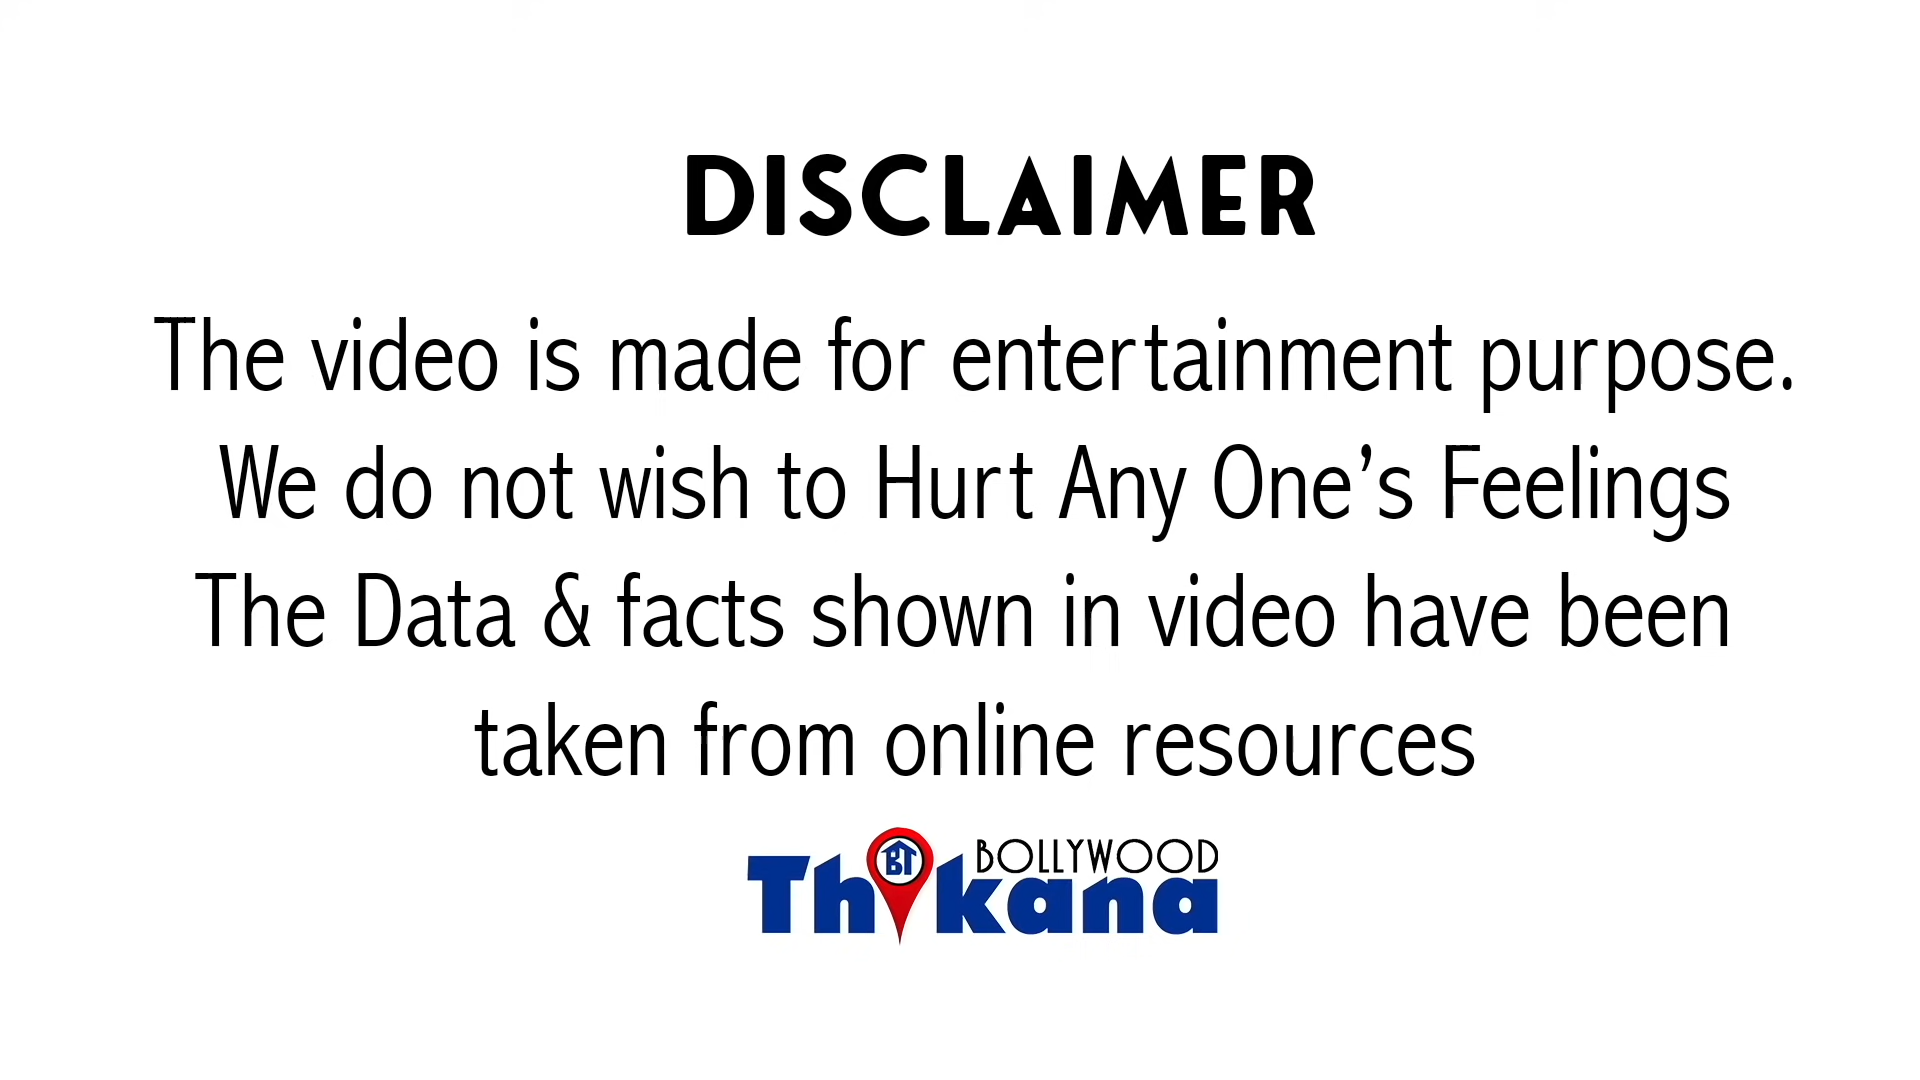 DISCLAIMER
The video is made for entertainment purpose.
We do not wish to Hurt Any One’s Feelings
The Data & facts shown in video have been
taken from online resources
BT
BOLLYWOOD
Thikana